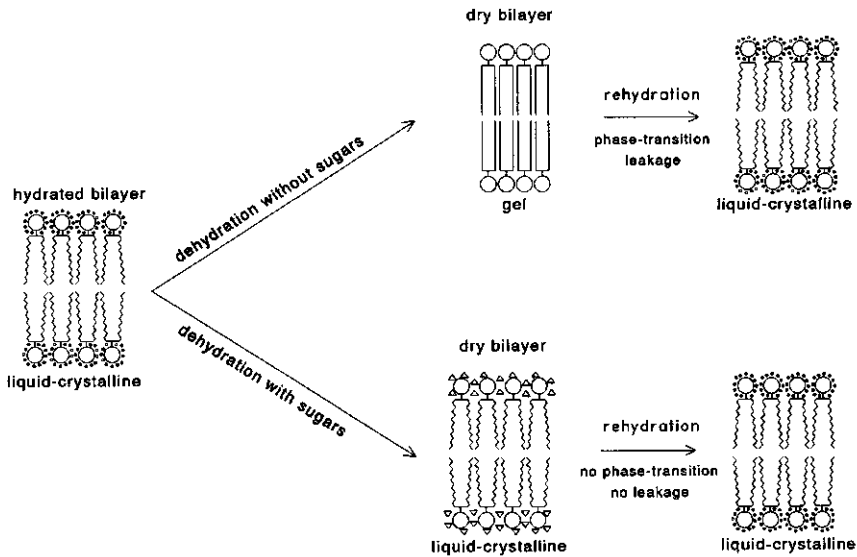 hydrated bilayer
liquid-crystalline
dehydration without sugars
dry bilayer
gel
rehydration
phase-transition
leakage
liquid-crystalline
dehydration with sugars
dry bilayer
liquid-crystalline
rehydration
no phase-transition
no leakage
liquid-crystalline